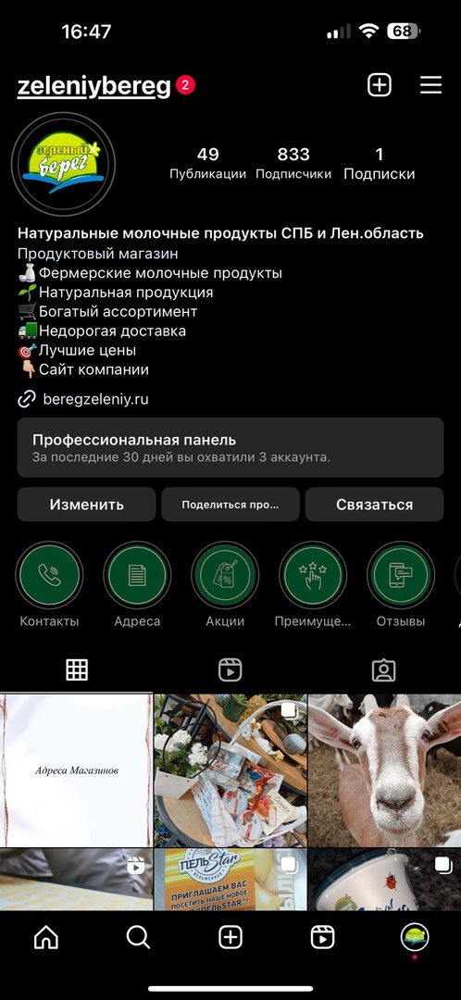 16:47
68
zeleniybereg
2
зеленый
берег
49
833
1
Публикации
Подписчики
Подписки
Натуральные молочные продукты СПБ и Лен.область
Продуктовый магазин
Фермерские молочные продукты
Натуральная продукция
Богатый ассортимент
Недорогая доставка
Лучшие цены
Сайт компании
beregzeleniy.ru
Профессиональная панель
За последние 30 дней вы охватили 3 аккаунта.
Изменить
Поделиться про...
Связаться
%
Контакты
Адреса
Акции
Преимуще...
Отзывы
Адреса Магазинов
ПЕЛЬStar
ПЕЛЬМЕННАЯ
ПРИГЛАШАЕМ ВАС
ПОСЕТИТЬ НАШЕ НОВОЕ
"ПЕЛЬSTAR"!